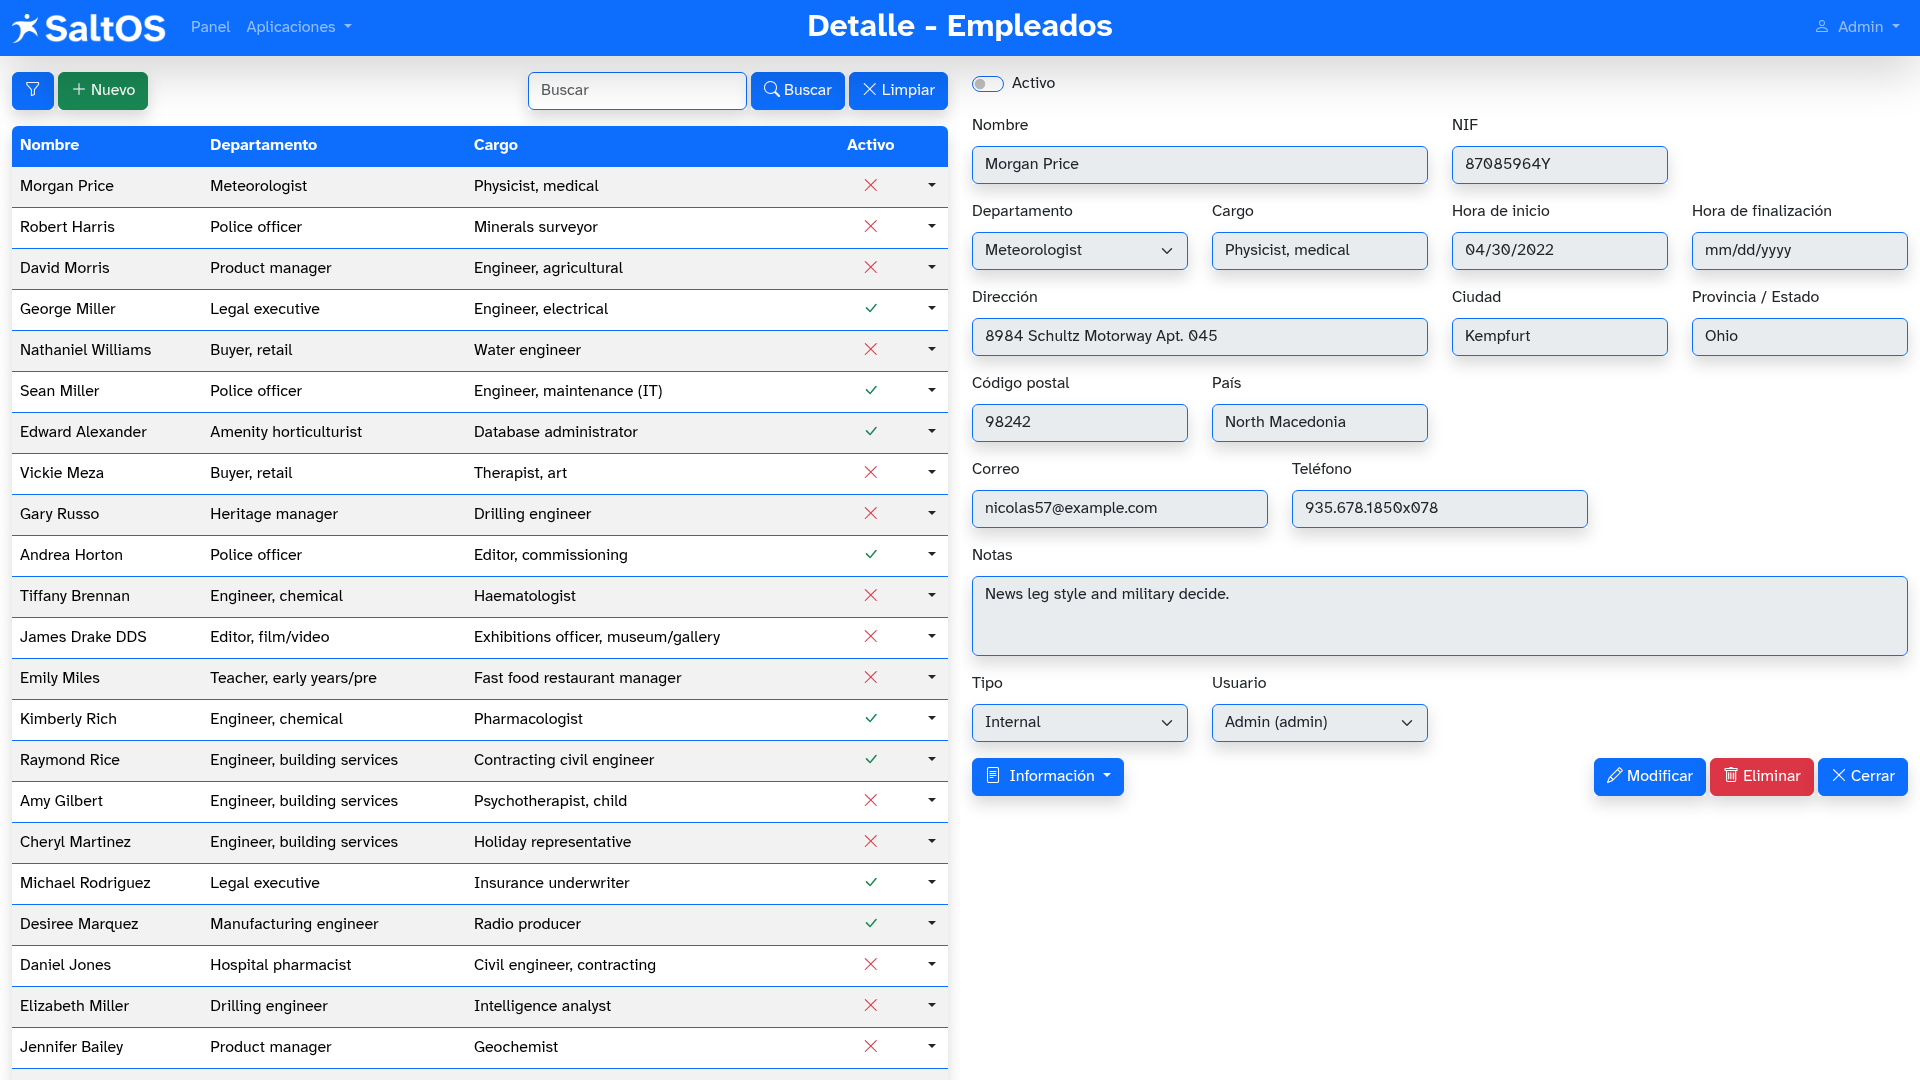 SaltOS Panel Aplicaciones Detalle - Empleados Admin
Nuevo Buscar Buscar Limpiar
Nombre Departamento Cargo Activo
Morgan Price Meteorologist Physicist, medical
Robert Harris Police officer Minerals surveyor
David Morris Product manager Engineer, agricultural
George Miller Legal executive Engineer, electrical
Nathaniel Williams Buyer, retail Water engineer
Sean Miller Police officer Engineer, maintenance (IT)
Edward Alexander Amenity horticulturist Database administrator
Vickie Meza Buyer, retail Therapist, art
Gary Russo Heritage manager Drilling engineer
Andrea Horton Police officer Editor, commissioning
Tiffany Brennan Engineer, chemical Haematologist
James Drake DDS Editor, film/video Exhibitions officer, museum/gallery
Emily Miles Teacher, early years/pre Fast food restaurant manager
Kimberly Rich Engineer, chemical Pharmacologist
Raymond Rice Engineer, building services Contracting civil engineer
Amy Gilbert Engineer, building services Psychotherapist, child
Cheryl Martinez Engineer, building services Holiday representative
Michael Rodriguez Legal executive Insurance underwriter
Desiree Marquez Manufacturing engineer Radio producer
Daniel Jones Hospital pharmacist Civil engineer, contracting
Elizabeth Miller Drilling engineer Intelligence analyst
Jennifer Bailey Product manager Geochemist
Activo
Nombre NIF
Morgan Price 87085964Y
Departamento Cargo Hora de inicio Hora de finalización
Meteorologist Physicist, medical 04/30/2022 mm/dd/yyyy
Dirección Ciudad Provincia / Estado
8984 Schultz Motorway Apt. 045 Kempfurt Ohio
Código postal País
98242 North Macedonia
Correo Teléfono
nicolas57@example.com 935.678.1850x078
Notas
News leg style and military decide.
Tipo Usuario
Internal Admin (admin)
Información Modificar Eliminar Cerrar